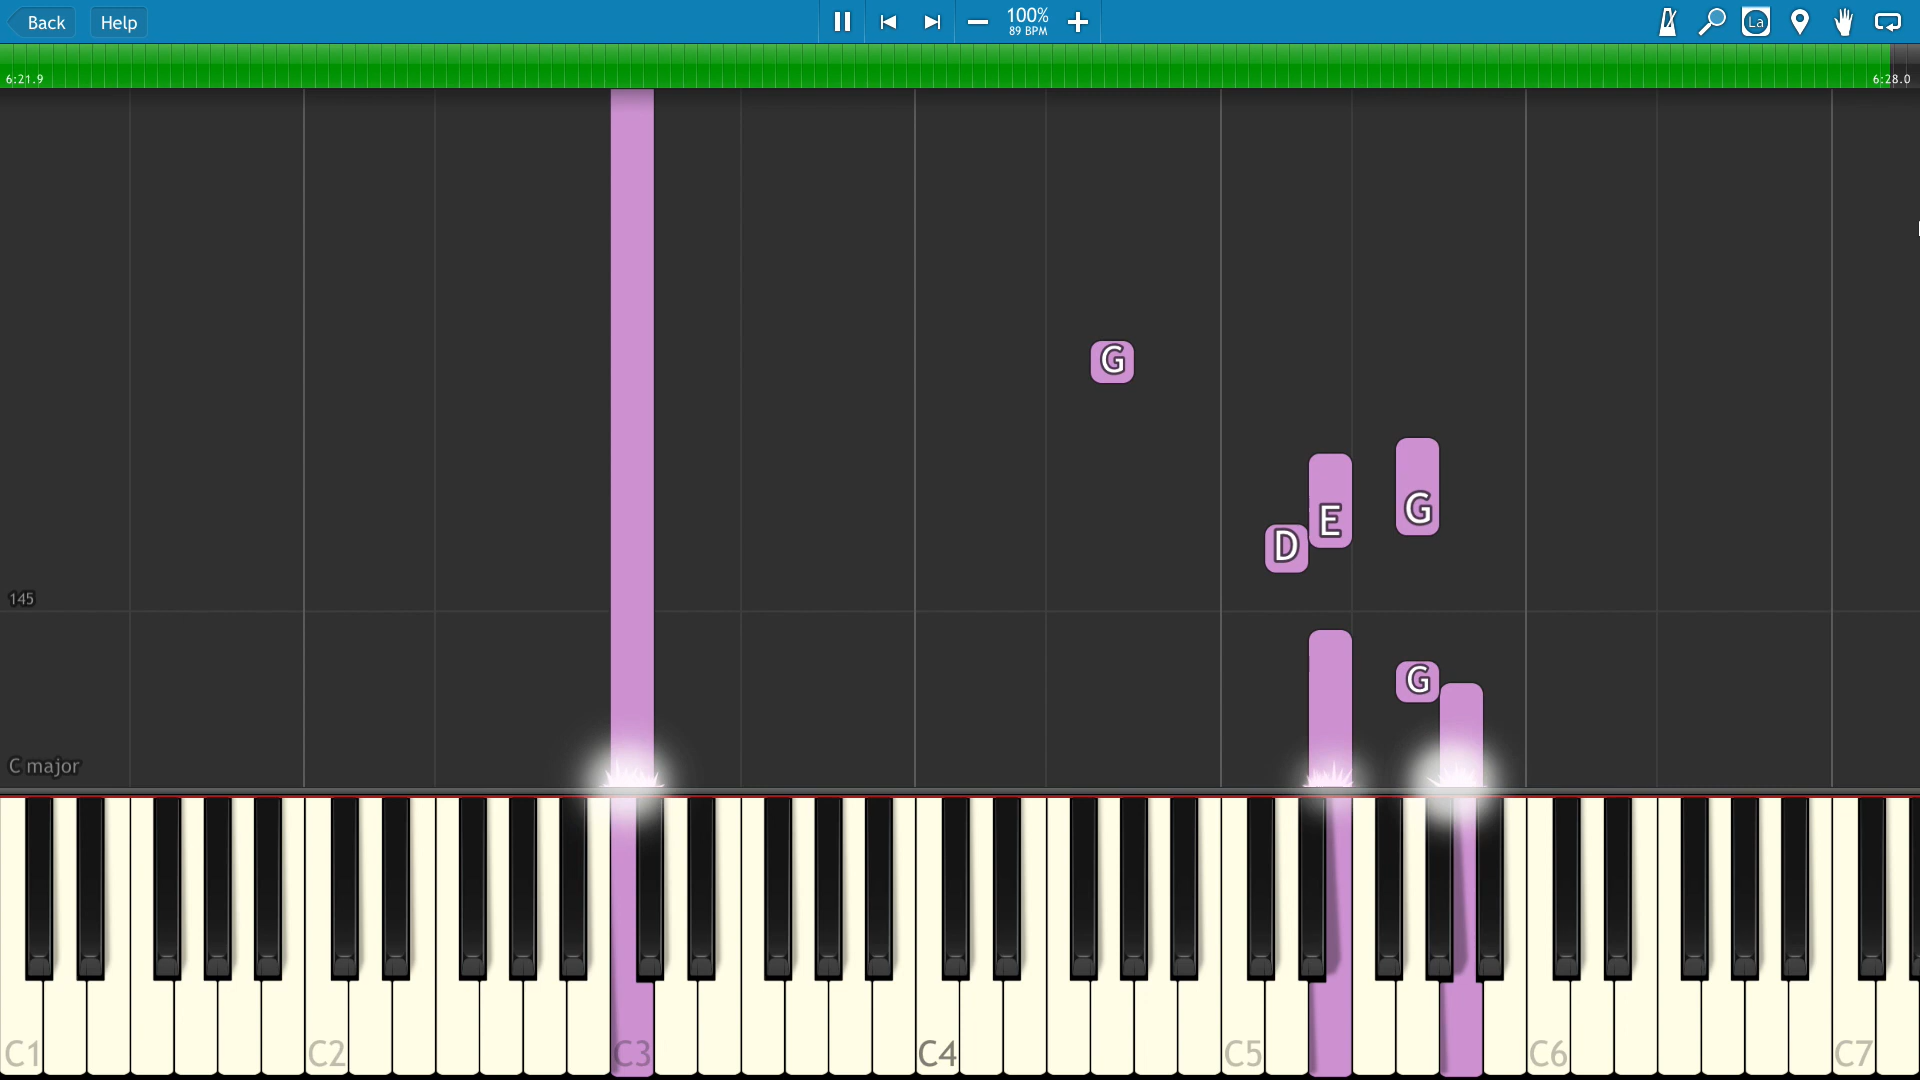 Back Help 100% La
89 BPM
6:21.9 6:28.0
G
E G
D
145
G
C major
C1 C2 C3 C4 C5 C6 C7